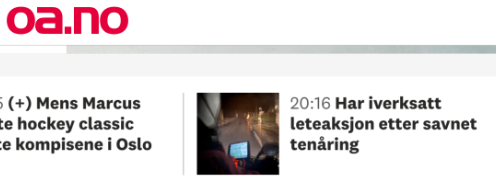 oa.no
(+) Mens Marcus
hockey classic
kompisene i Oslo
20:16 Har iverksatt
leteaksjon etter savnet
tenåring